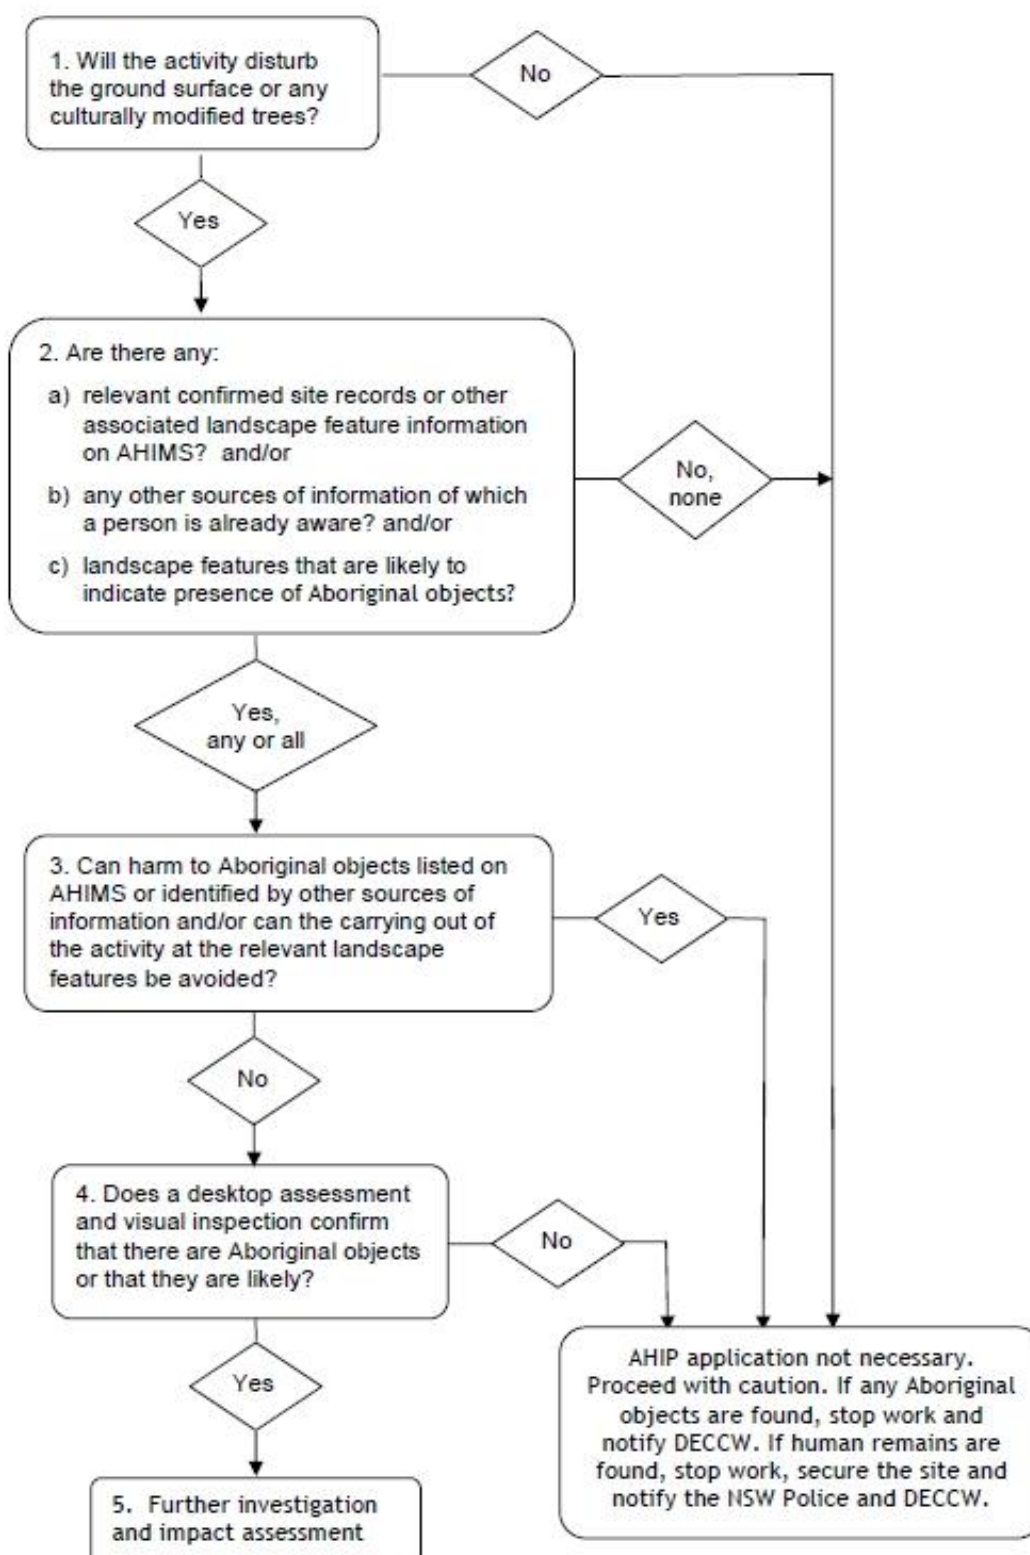 1. Will the activity disturb
the ground surface or any
culturally modified trees?
No
Yes
2. Are there any:
a) relevant confirmed site records or other
associated landscape feature information
on AHIMS? and/or
b) any other sources of information of which
a person is already aware? and/or
c) landscape features that are likely to
indicate presence of Aboriginal objects?
No,
none
Yes,
any or all
3. Can harm to Aboriginal objects listed on
AHIMS or identified by other sources of
information and/or can the carrying out of
the activity at the relevant landscape
features be avoided?
Yes
No
4. Does a desktop assessment
and visual inspection confirm
that there are Aboriginal objects
or that they are likely?
No
Yes
AHIP application not necessary.
Proceed with caution. If any Aboriginal
objects are found, stop work and
notify DECCW. If human remains are
found, stop work, secure the site and
notify the NSW Police and DECCW.
5. Further investigation
and impact assessment